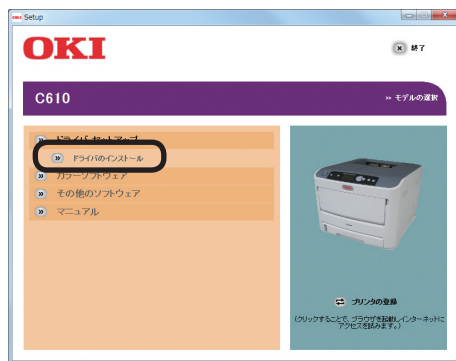 Setup
OKI
終了
C610
モデルの選択
ドライバ セットアップ
ドライバのインストール
カラーソフトウェア
その他のソフトウェア
マニュアル
プリンタの登録
(クリックすることで、ブラウザを起動しインターネットに
アクセスを試みます。)